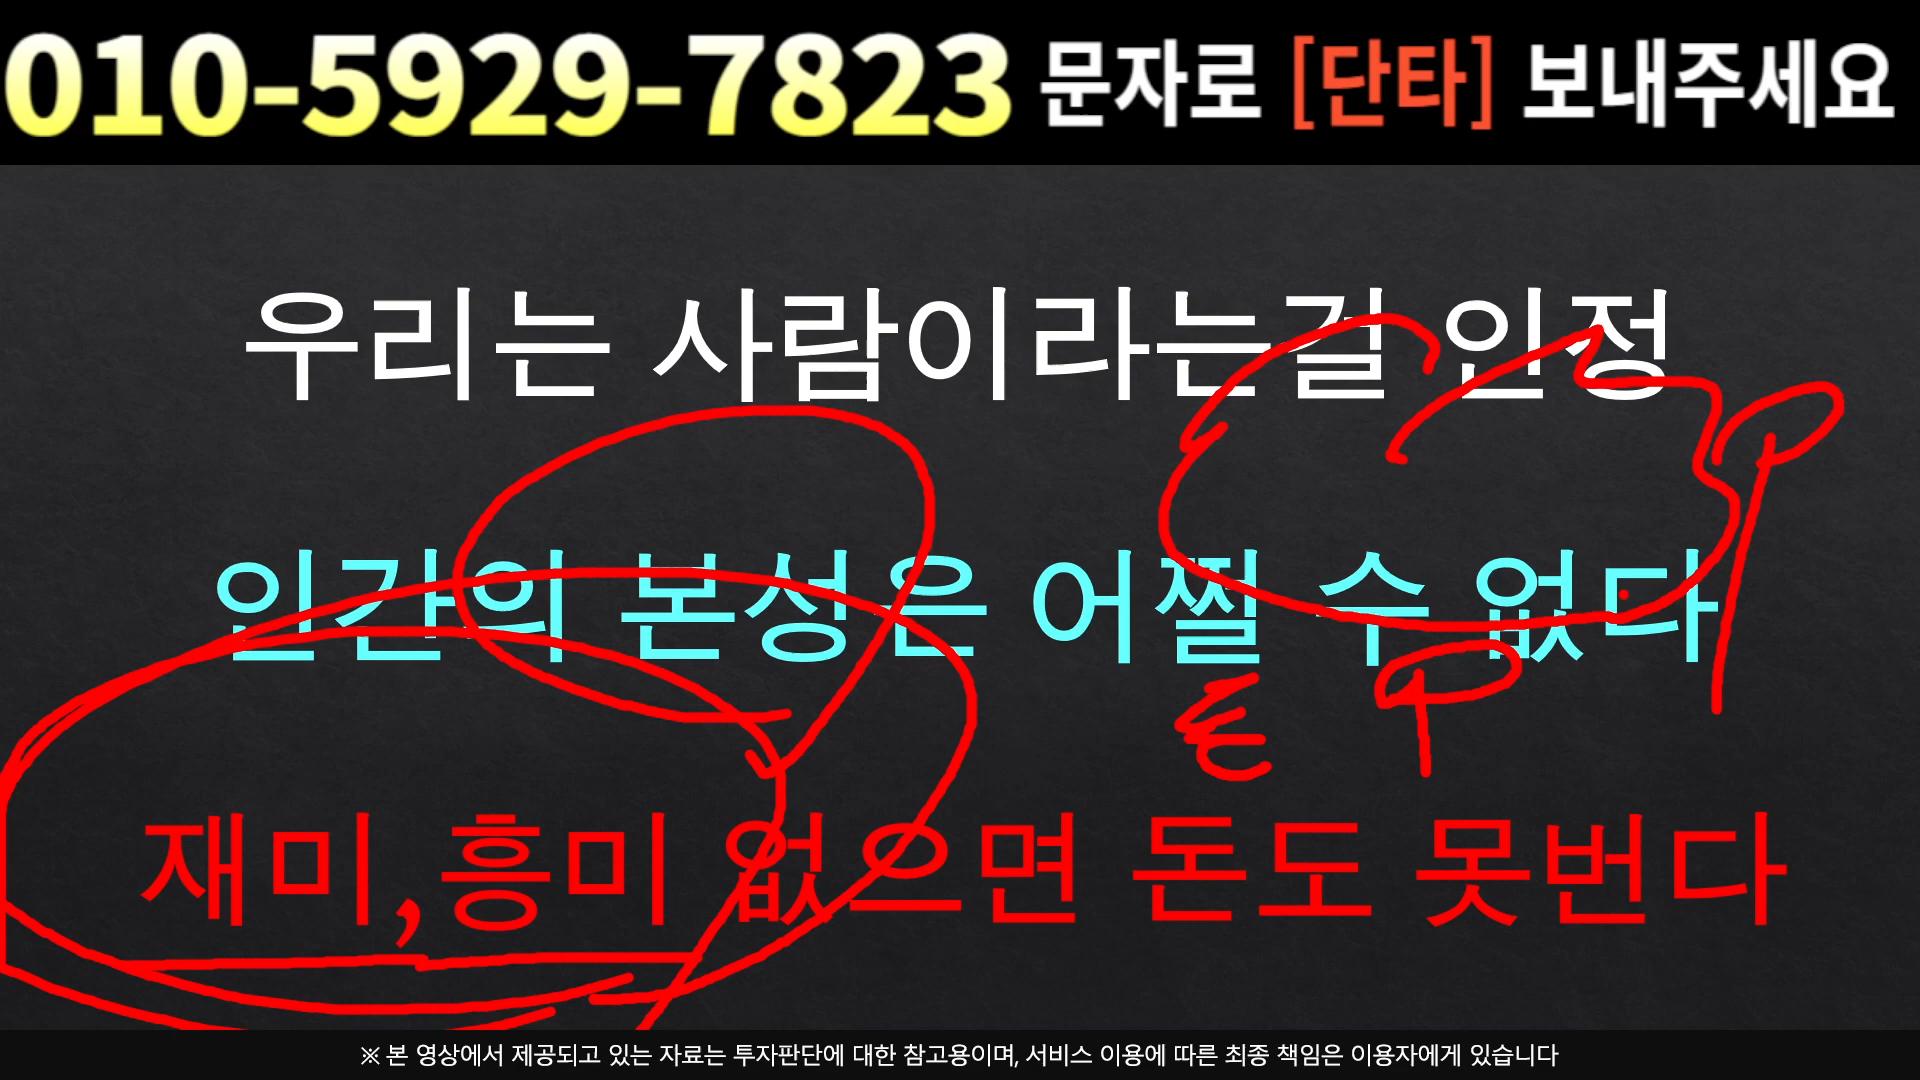 010-5929-7823 문자로 [단타] 보내주세요
우리는 사람이라는걸 인정
인간의 본성은 어쩔 수 없다
재미,흥미 없으면 돈도 못번다
※ 본 영상에서 제공되고 있는 자료는 투자판단에 대한 참고용이며, 서비스 이용에 따른 최종 책임은 이용자에게 있습니다